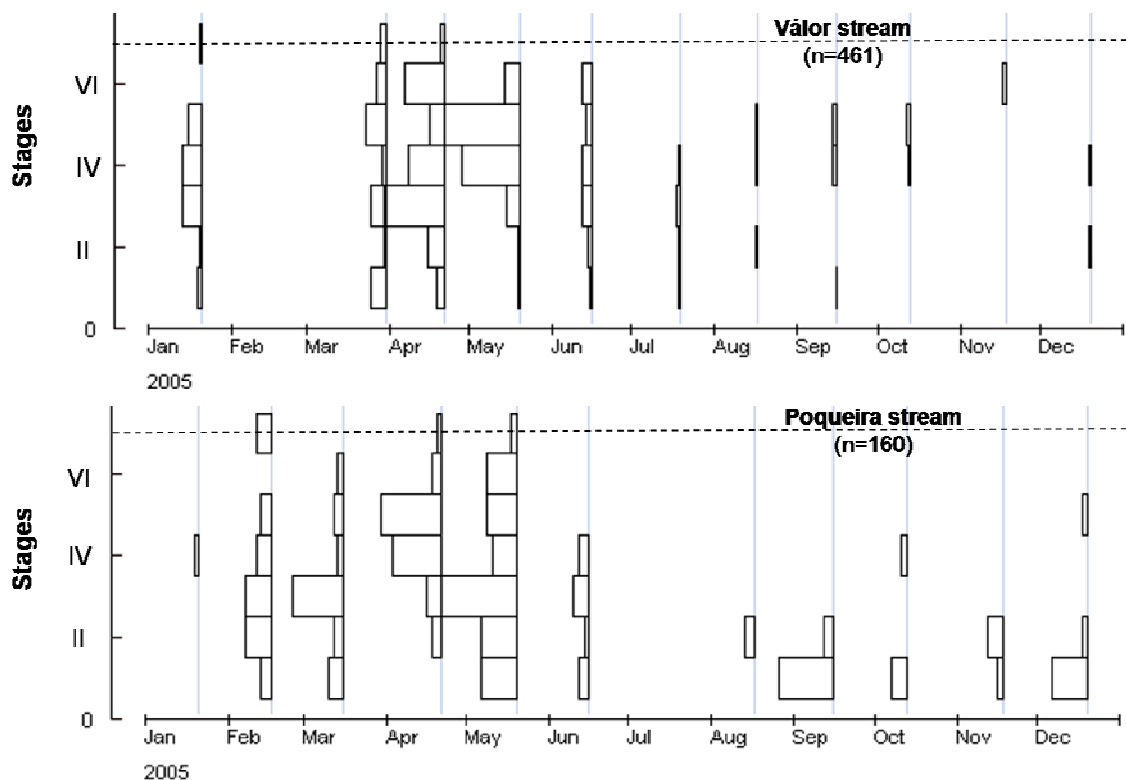 Válor stream
(n=461)
Stages
VI
IV
II
0
Jan Feb Mar Apr May Jun Jul Aug Sep Oct Nov Dec
2005
Poqueira stream
(n=160)
Stages
VI
IV
II
0
Jan Feb Mar Apr May Jun Jul Aug Sep Oct Nov Dec
2005